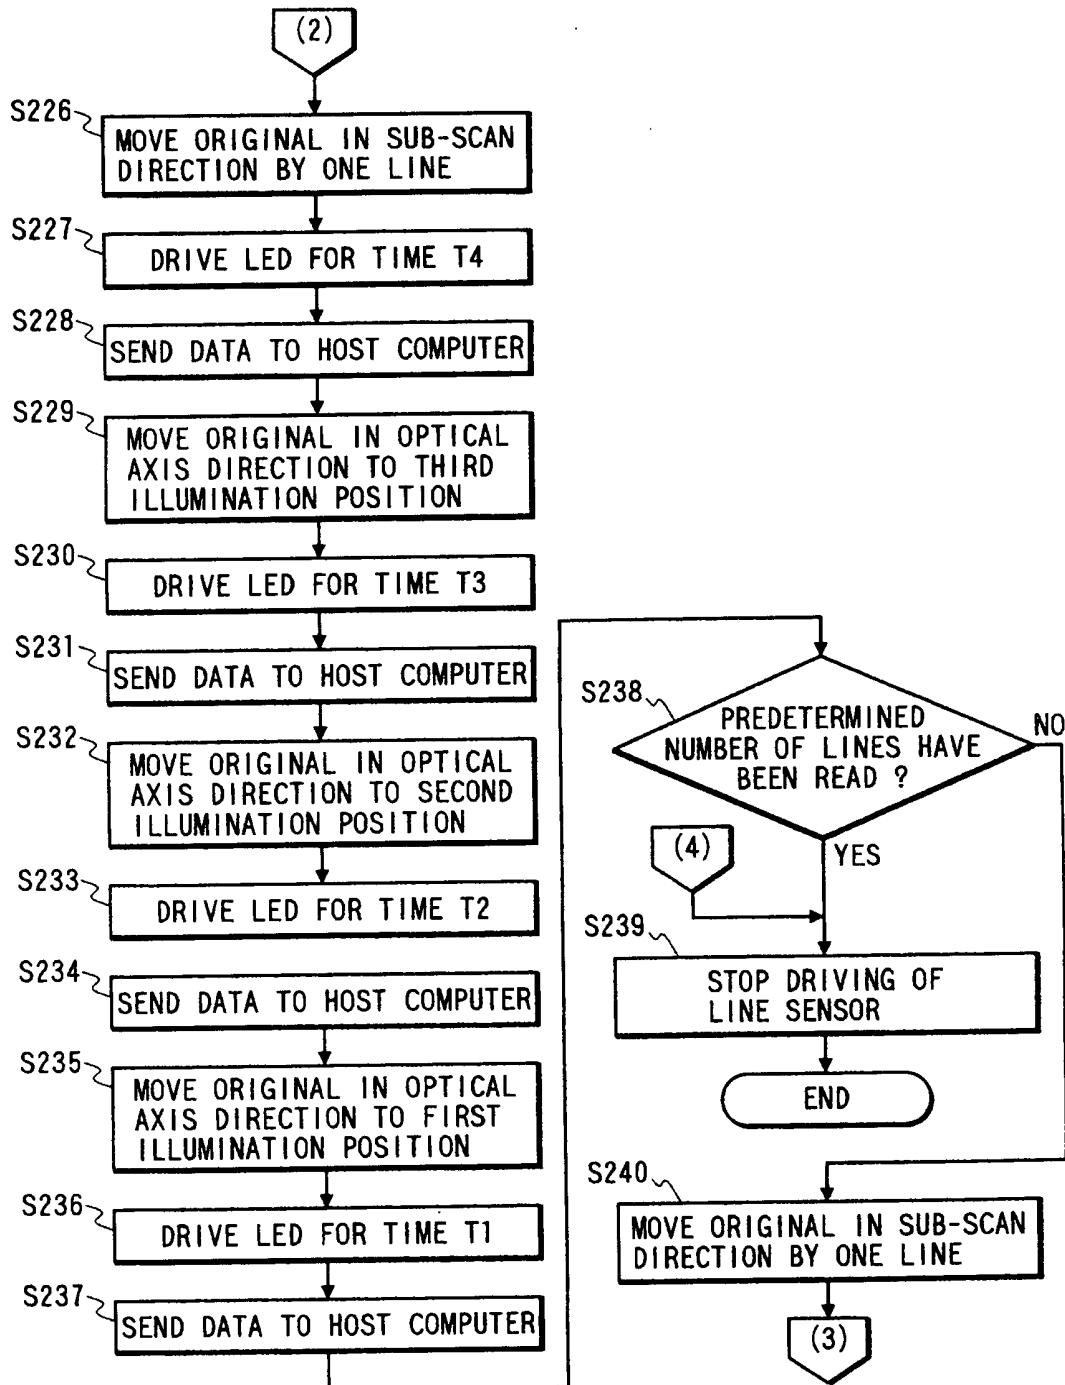 (2)
S226
MOVE ORIGINAL IN SUB-SCAN
DIRECTION BY ONE LINE
S227
DRIVE LED FOR TIME T4
S228
SEND DATA TO HOST COMPUTER
S229
MOVE ORIGINAL IN OPTICAL
AXIS DIRECTION TO THIRD
ILLUMINATION POSITION
S230
DRIVE LED FOR TIME T3
S231
SEND DATA TO HOST COMPUTER
S232
MOVE ORIGINAL IN OPTICAL
AXIS DIRECTION TO SECOND
ILLUMINATION POSITION
S233
DRIVE LED FOR TIME T2
S234
SEND DATA TO HOST COMPUTER
S235
MOVE ORIGINAL IN OPTICAL
AXIS DIRECTION TO FIRST
ILLUMINATION POSITION
S236
DRIVE LED FOR TIME T1
S237
SEND DATA TO HOST COMPUTER
S238
PREDETERMINED
NUMBER OF LINES HAVE
BEEN READ ?
NO
YES
(4)
S239
STOP DRIVING OF
LINE SENSOR
END
S240
MOVE ORIGINAL IN SUB-SCAN
DIRECTION BY ONE LINE
(3)